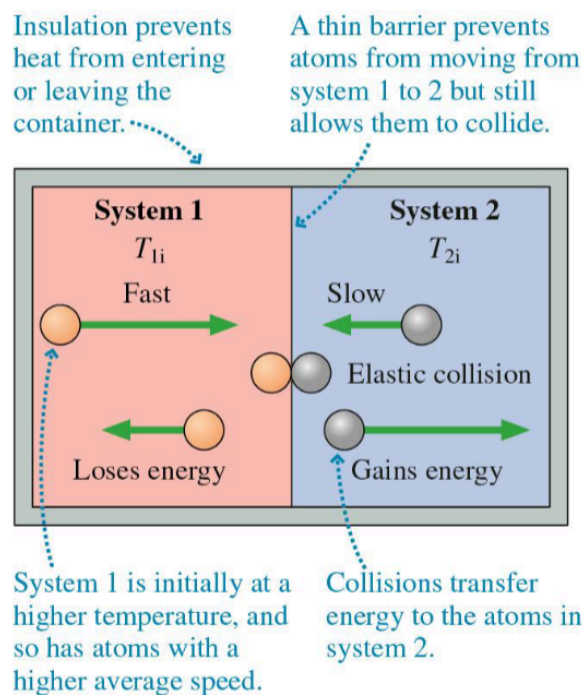 Insulation prevents
heat from entering
or leaving the
container.
A thin barrier prevents
atoms from moving from
system 1 to 2 but still
allows them to collide.
System 1
T1i
Fast
System 2
T2i
Slow
Elastic collision
Loses energy
Gains energy
System 1 is initially at a
higher temperature, and
so has atoms with a
higher average speed.
Collisions transfer
energy to the atoms in
system 2.